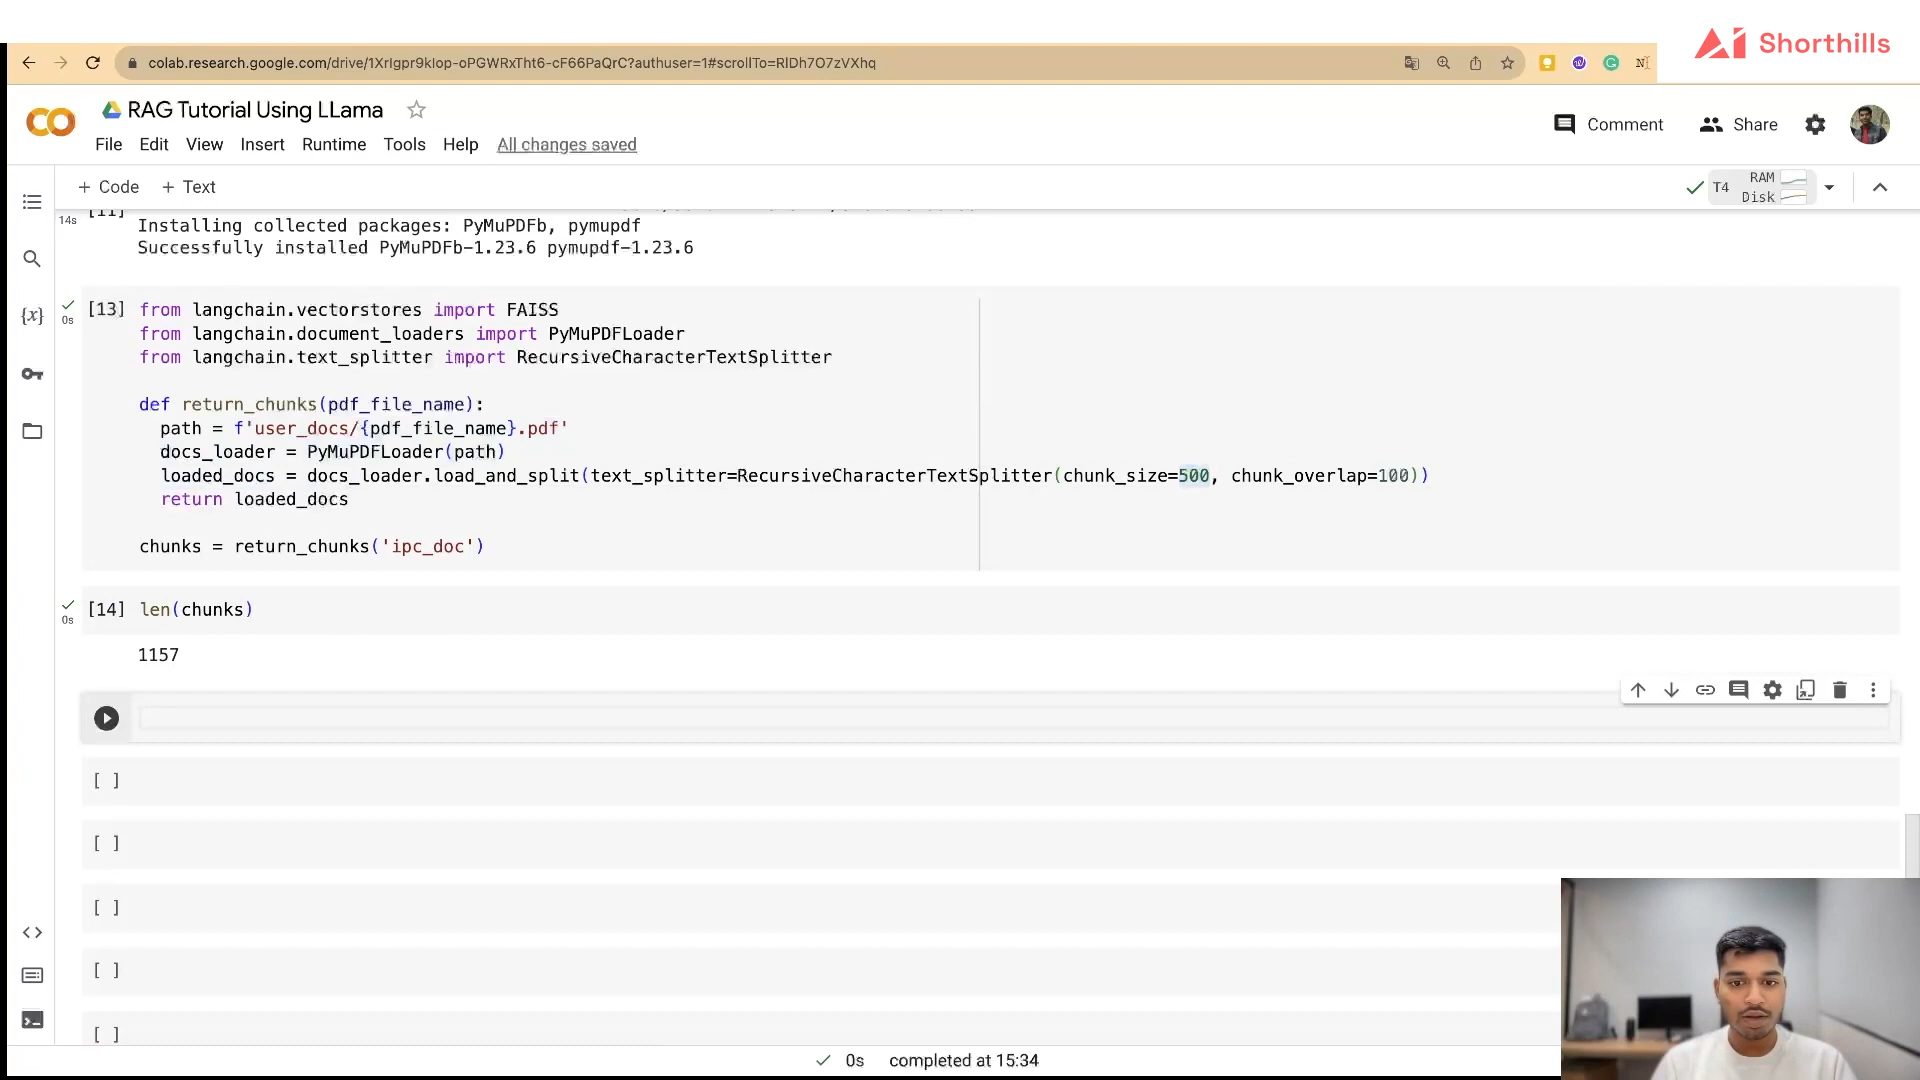 Shorthills
colab.research.google.com/drive/1XrIgpr9kIop-oPGWRxTht6-cF66PaQrC?authuser=1#scrollTo=RIDh7O7zVXhq
RAG Tutorial Using LLama
Comment Share
File Edit View Insert Runtime Tools Help All changes saved
+ Code + Text
T4 RAM
Disk
14s [11]
Installing collected packages: PyMuPDFb, pymupdf
Successfully installed PyMuPDFb-1.23.6 pymupdf-1.23.6
0s [13] from langchain.vectorstores import FAISS
from langchain.document_loaders import PyMuPDFLoader
from langchain.text_splitter import RecursiveCharacterTextSplitter
def return_chunks(pdf_file_name):
path = f'user_docs/{pdf_file_name}.pdf'
docs_loader = PyMuPDFLoader(path)
loaded_docs = docs_loader.load_and_split(text_splitter=RecursiveCharacterTextSplitter(chunk_size=500, chunk_overlap=100))
return loaded_docs
chunks = return_chunks('ipc_doc')
0s [14] len(chunks)
1157
[ ]
[ ]
[ ]
[ ]
[ ]
0s completed at 15:34